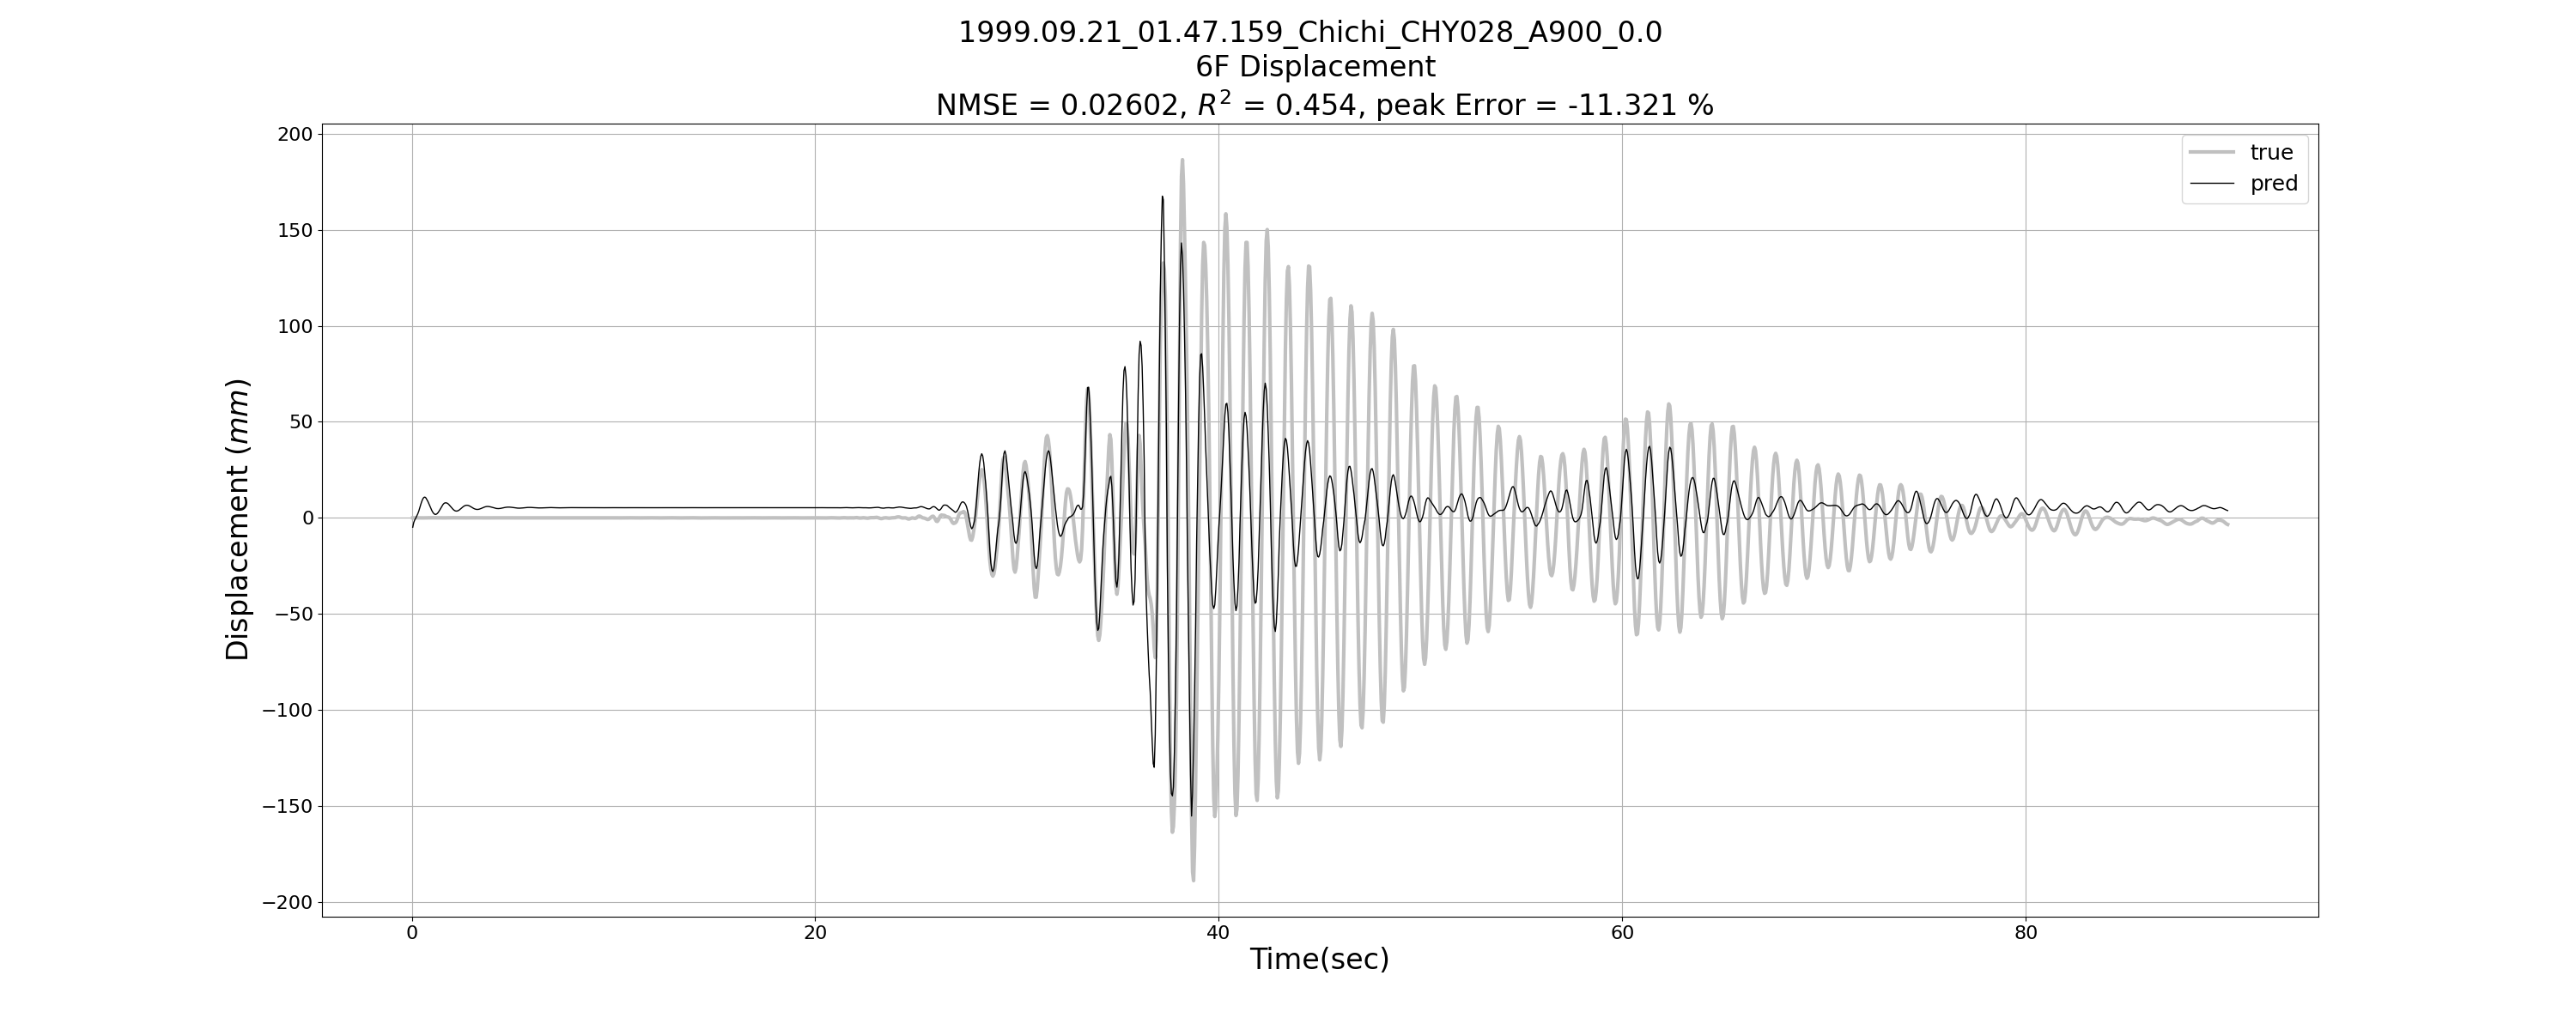 1999.09.21_01.47.159_Chichi_CHY028_A900_0.0
6F Displacement
NMSE = 0.02602, R² = 0.454, peak Error = -11.321 %
true
pred
200
150
100
50
0
−50
−100
−150
−200
Displacement (mm)
0 20 40 60 80
Time(sec)